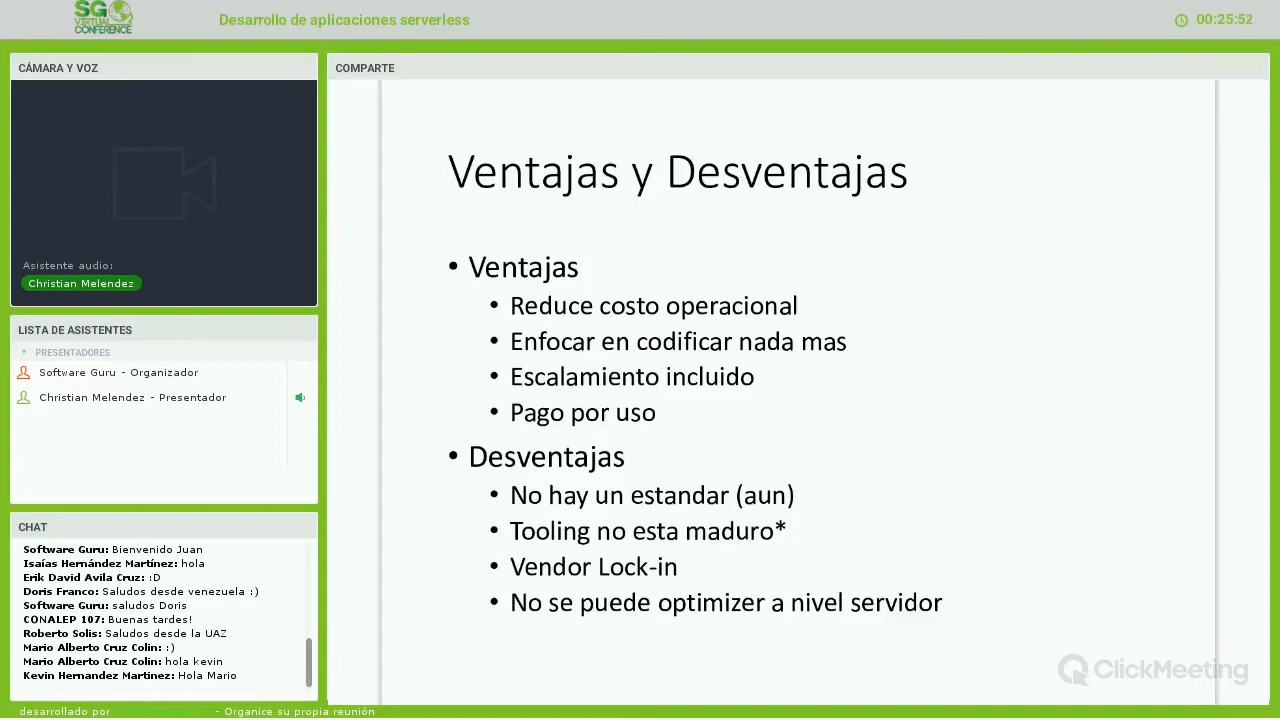 SG
VIRTUAL
CONFERENCE
Desarrollo de aplicaciones serverless
00:25:52
CÁMARA Y VOZ
Asistente audio:
Christian Melendez
LISTA DE ASISTENTES
PRESENTADORES
Software Guru - Organizador
Christian Melendez - Presentador
CHAT
Software Guru: Bienvenido Juan
Isaías Hernández Martínez: hola
Erik David Avila Cruz: :D
Doris Franco: Saludos desde venezuela :)
Software Guru: saludos Doris
CONALEP 107: Buenas tardes!
Roberto Solis: Saludos desde la UAZ
Mario Alberto Cruz Colin: :)
Mario Alberto Cruz Colin: hola kevin
Kevin Hernandez Martinez: Hola Mario
COMPARTE
Ventajas y Desventajas
• Ventajas
• Reduce costo operacional
• Enfocar en codificar nada mas
• Escalamiento incluido
• Pago por uso
• Desventajas
• No hay un estandar (aun)
• Tooling no esta maduro*
• Vendor Lock-in
• No se puede optimizer a nivel servidor
ClickMeeting
desarrollado por - Organice su propia reunión